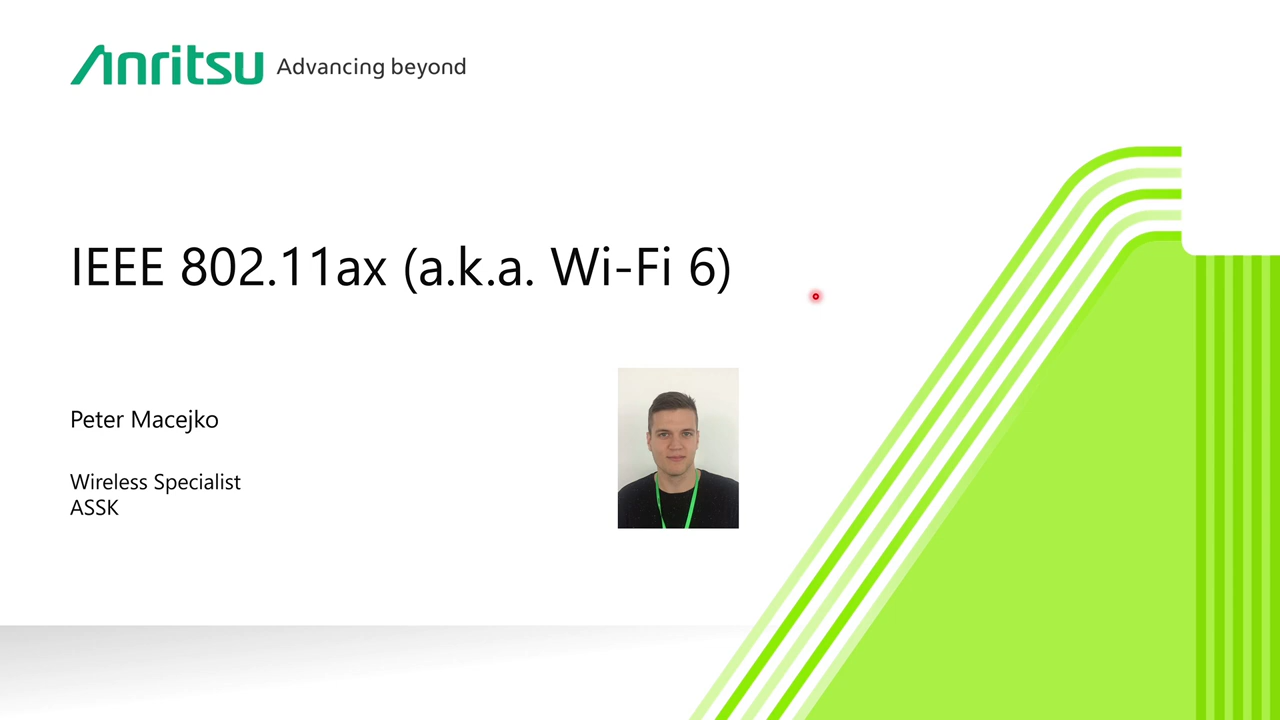 Anritsu Advancing beyond
IEEE 802.11ax (a.k.a. Wi-Fi 6)
Peter Macejko
Wireless Specialist
ASSK